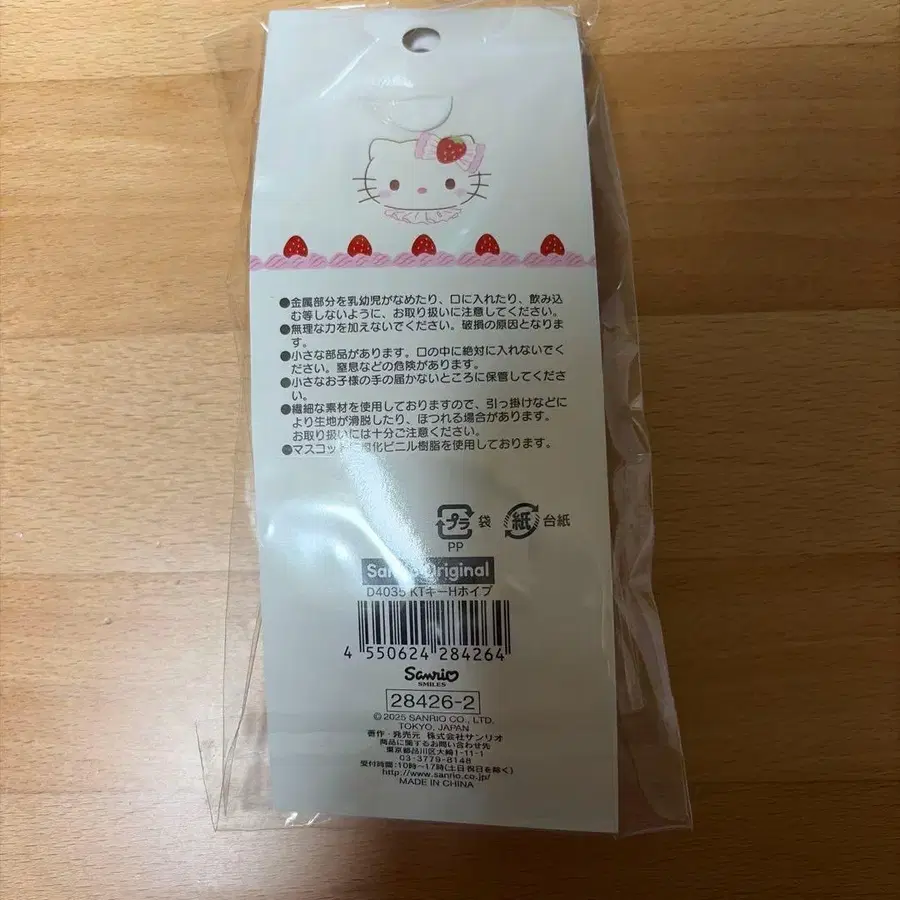 ●金属部分を乳幼児がなめたり、口に入れたり、飲み込
む等しないように、お取り扱いに注意してください。
●無理な力を加えないでください。破損の原因となりま
す。
●小さな部品があります。口の中に絶対に入れないでく
ださい。窒息などの危険があります。
●小さなお子様の手の届かないところに保管してくださ
い。
●繊細な素材を使用しておりますので、引っ掛けなどに
より生地が滑脱したり、ほつれる場合があります。
お取り扱いには十分ご注意ください。
●マスコットに塩化ビニル樹脂を使用しております。
プラ 袋 紙 台紙
PP
Sanrio Original
D4035 KTキーHホイプ
4 550624 284264
Sanrio
SMILES
28426-2
© 2025 SANRIO CO., LTD.
TOKYO, JAPAN
著作・発売元 株式会社サンリオ
商品に関するお問い合わせ先
東京都品川区大崎1-11-1
03-3779-8148
受付時間:10時〜17時(土日祝日を除く)
http://www.sanrio.co.jp/
MADE IN CHINA